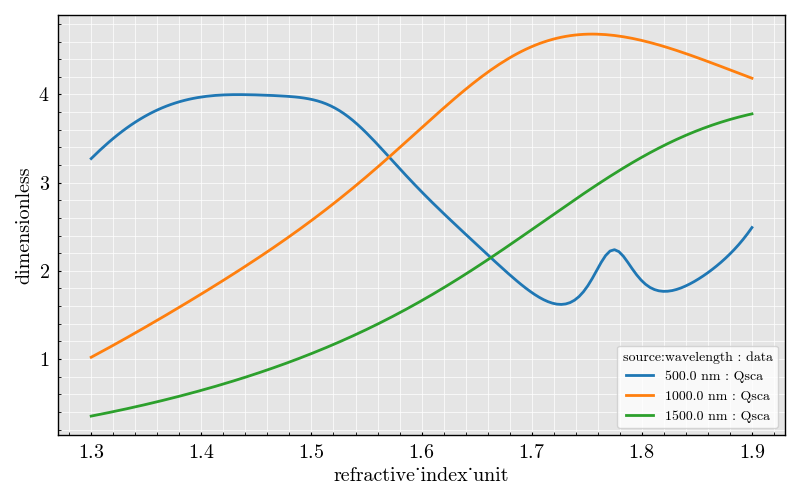 dimensionless
4
3
2
1
source:wavelength : data
500.0 nm : Qsca
1000.0 nm : Qsca
1500.0 nm : Qsca
1.3 1.4 1.5 1.6 1.7 1.8 1.9
refractive˙index˙unit